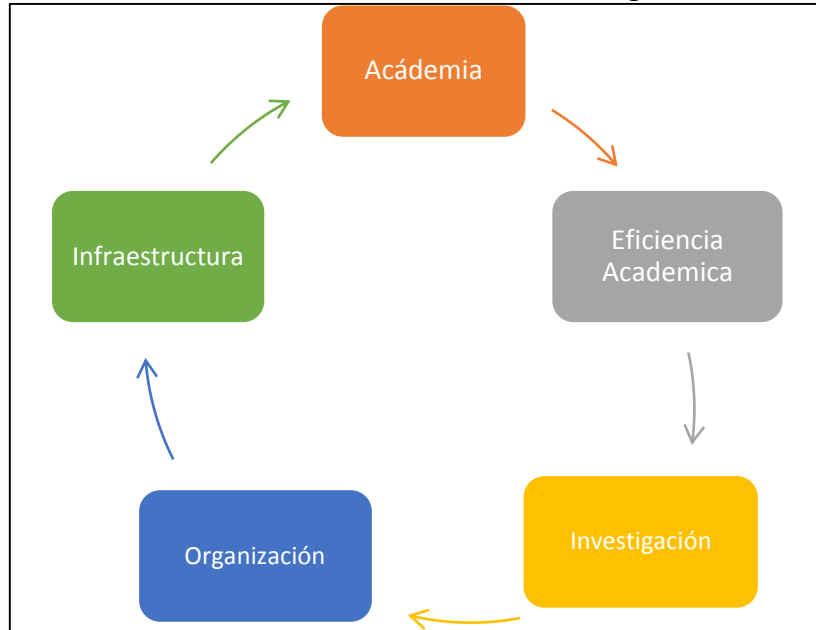 Acádemia
Eficiencia
Academica
Investigación
Organización
Infraestructura